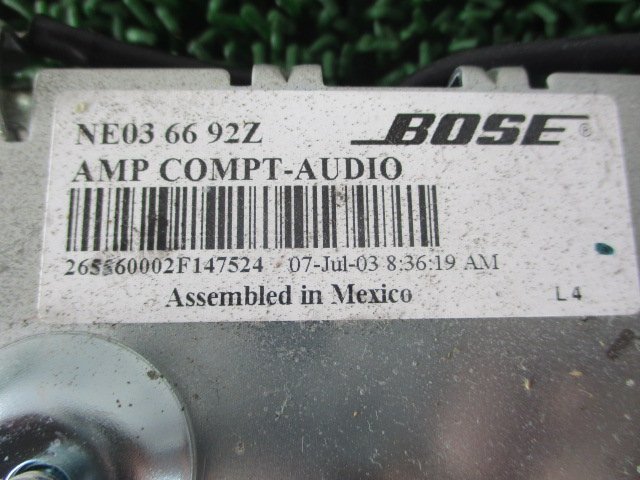 NE03 66 92Z
BOSE®
AMP COMPT-AUDIO
265560002F147524 07-Jul-03 8:36:19 AM
Assembled in Mexico
L4